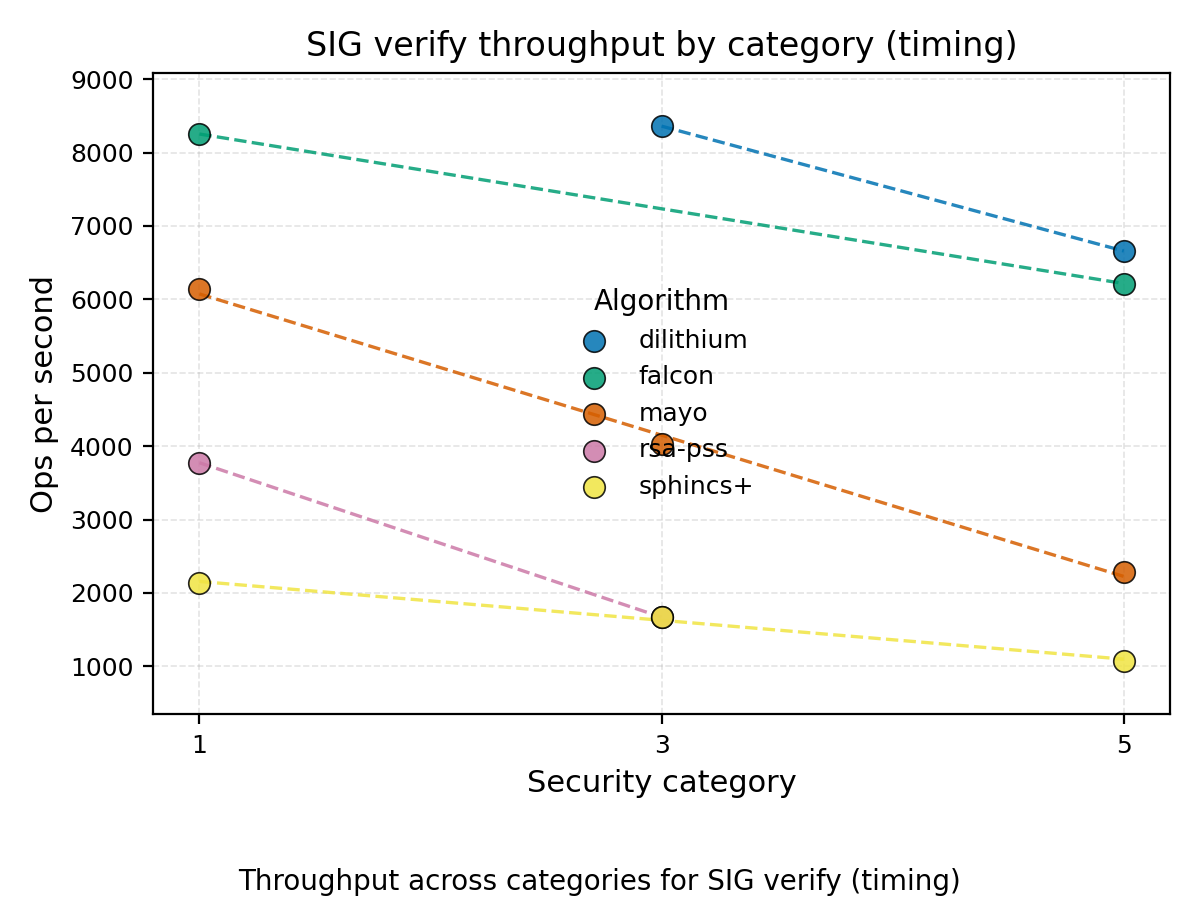 SIG verify throughput by category (timing)
9000
8000
7000
6000
5000
4000
3000
2000
1000
Ops per second
Algorithm
dilithium
falcon
mayo
rsa-pss
sphincs+
1 3 5
Security category
Throughput across categories for SIG verify (timing)